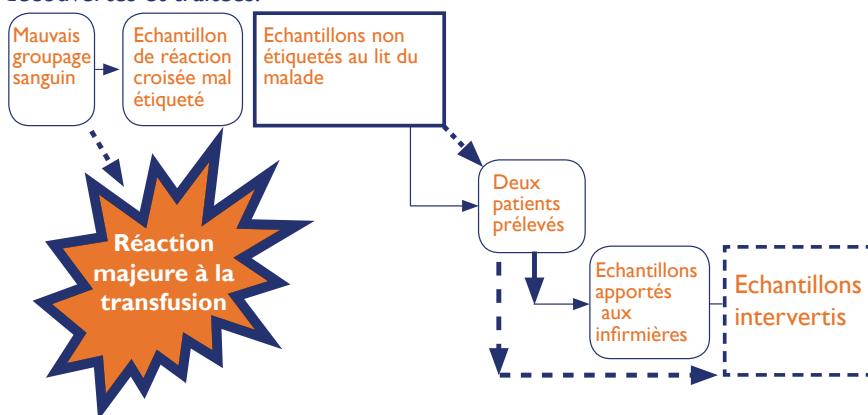 Mauvais
groupage
sanguin
Echantillon
de réaction
croisée mal
étiqueté
Echantillons non
étiquetés au lit du
malade
Deux
patients
prélevés
Réaction
majeure à la
transfusion
Echantillons
apportés
aux
infirmières
Echantillons
intervertis